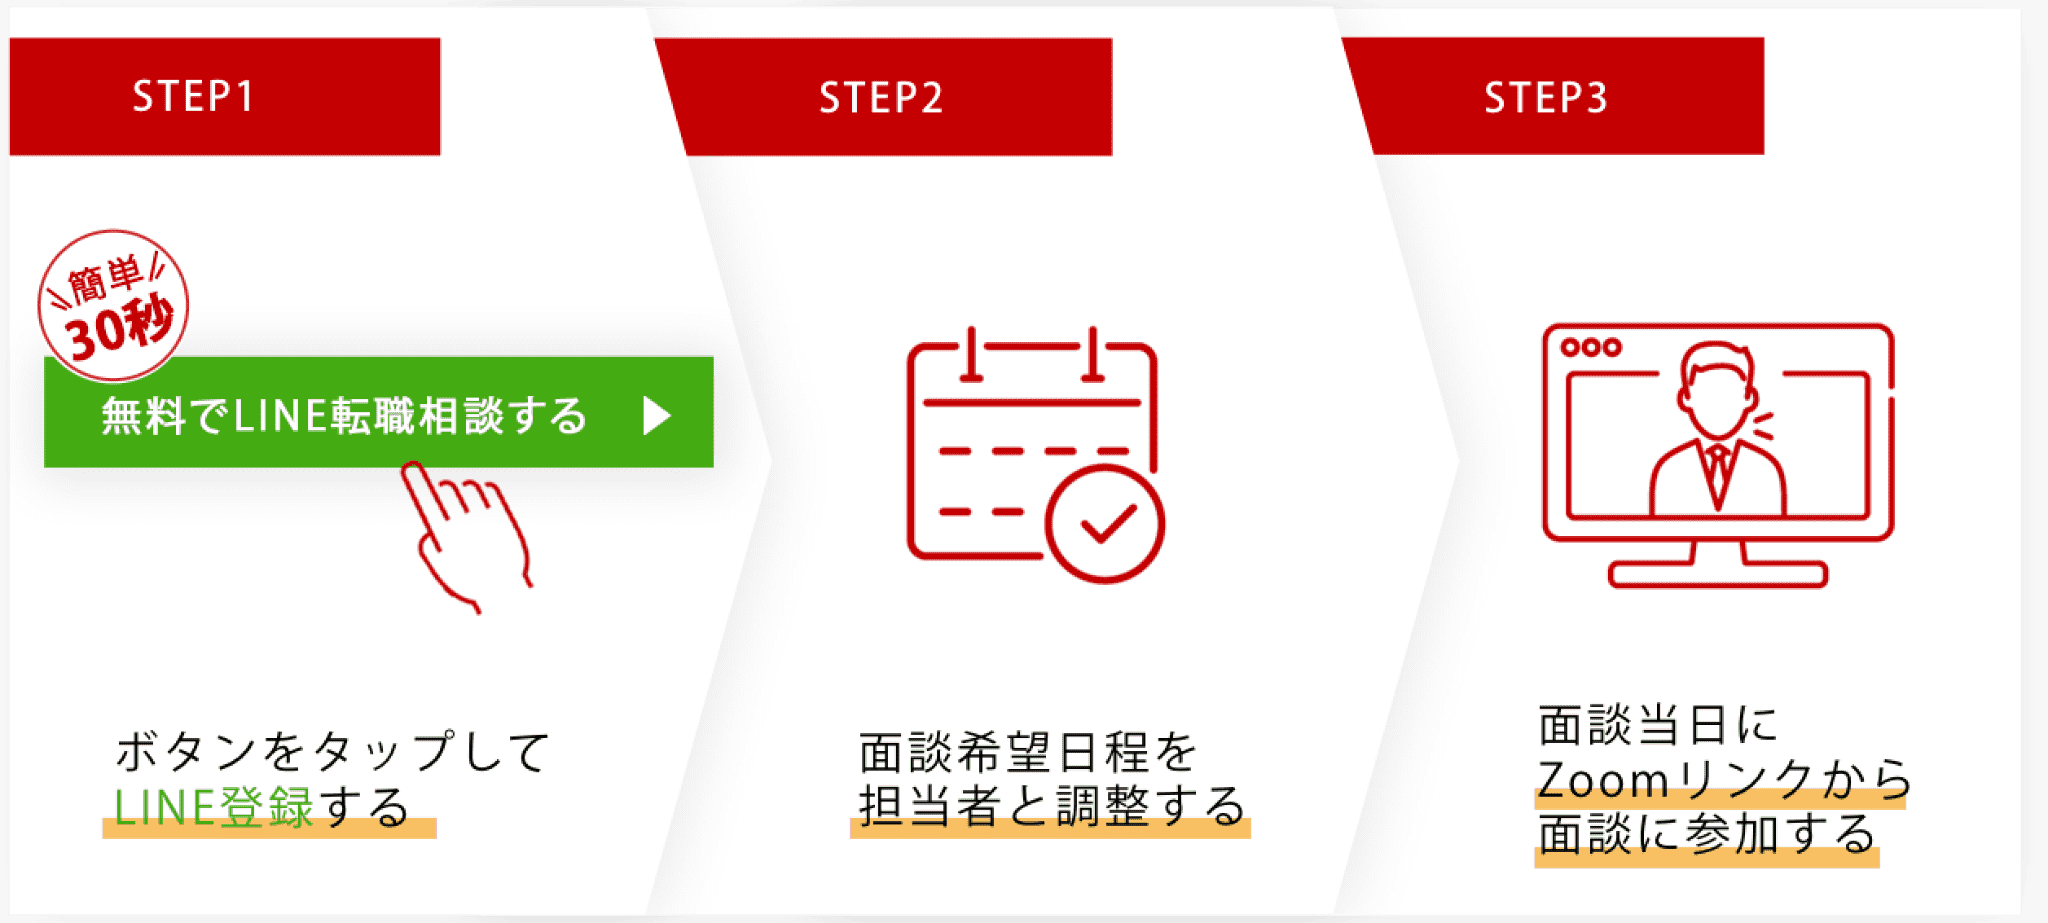 STEP1
簡単
30秒
無料でLINE転職相談する
ボタンをタップして
LINE登録する
STEP2
面談希望日程を
担当者と調整する
STEP3
面談当日に
Zoomリンクから
面談に参加する